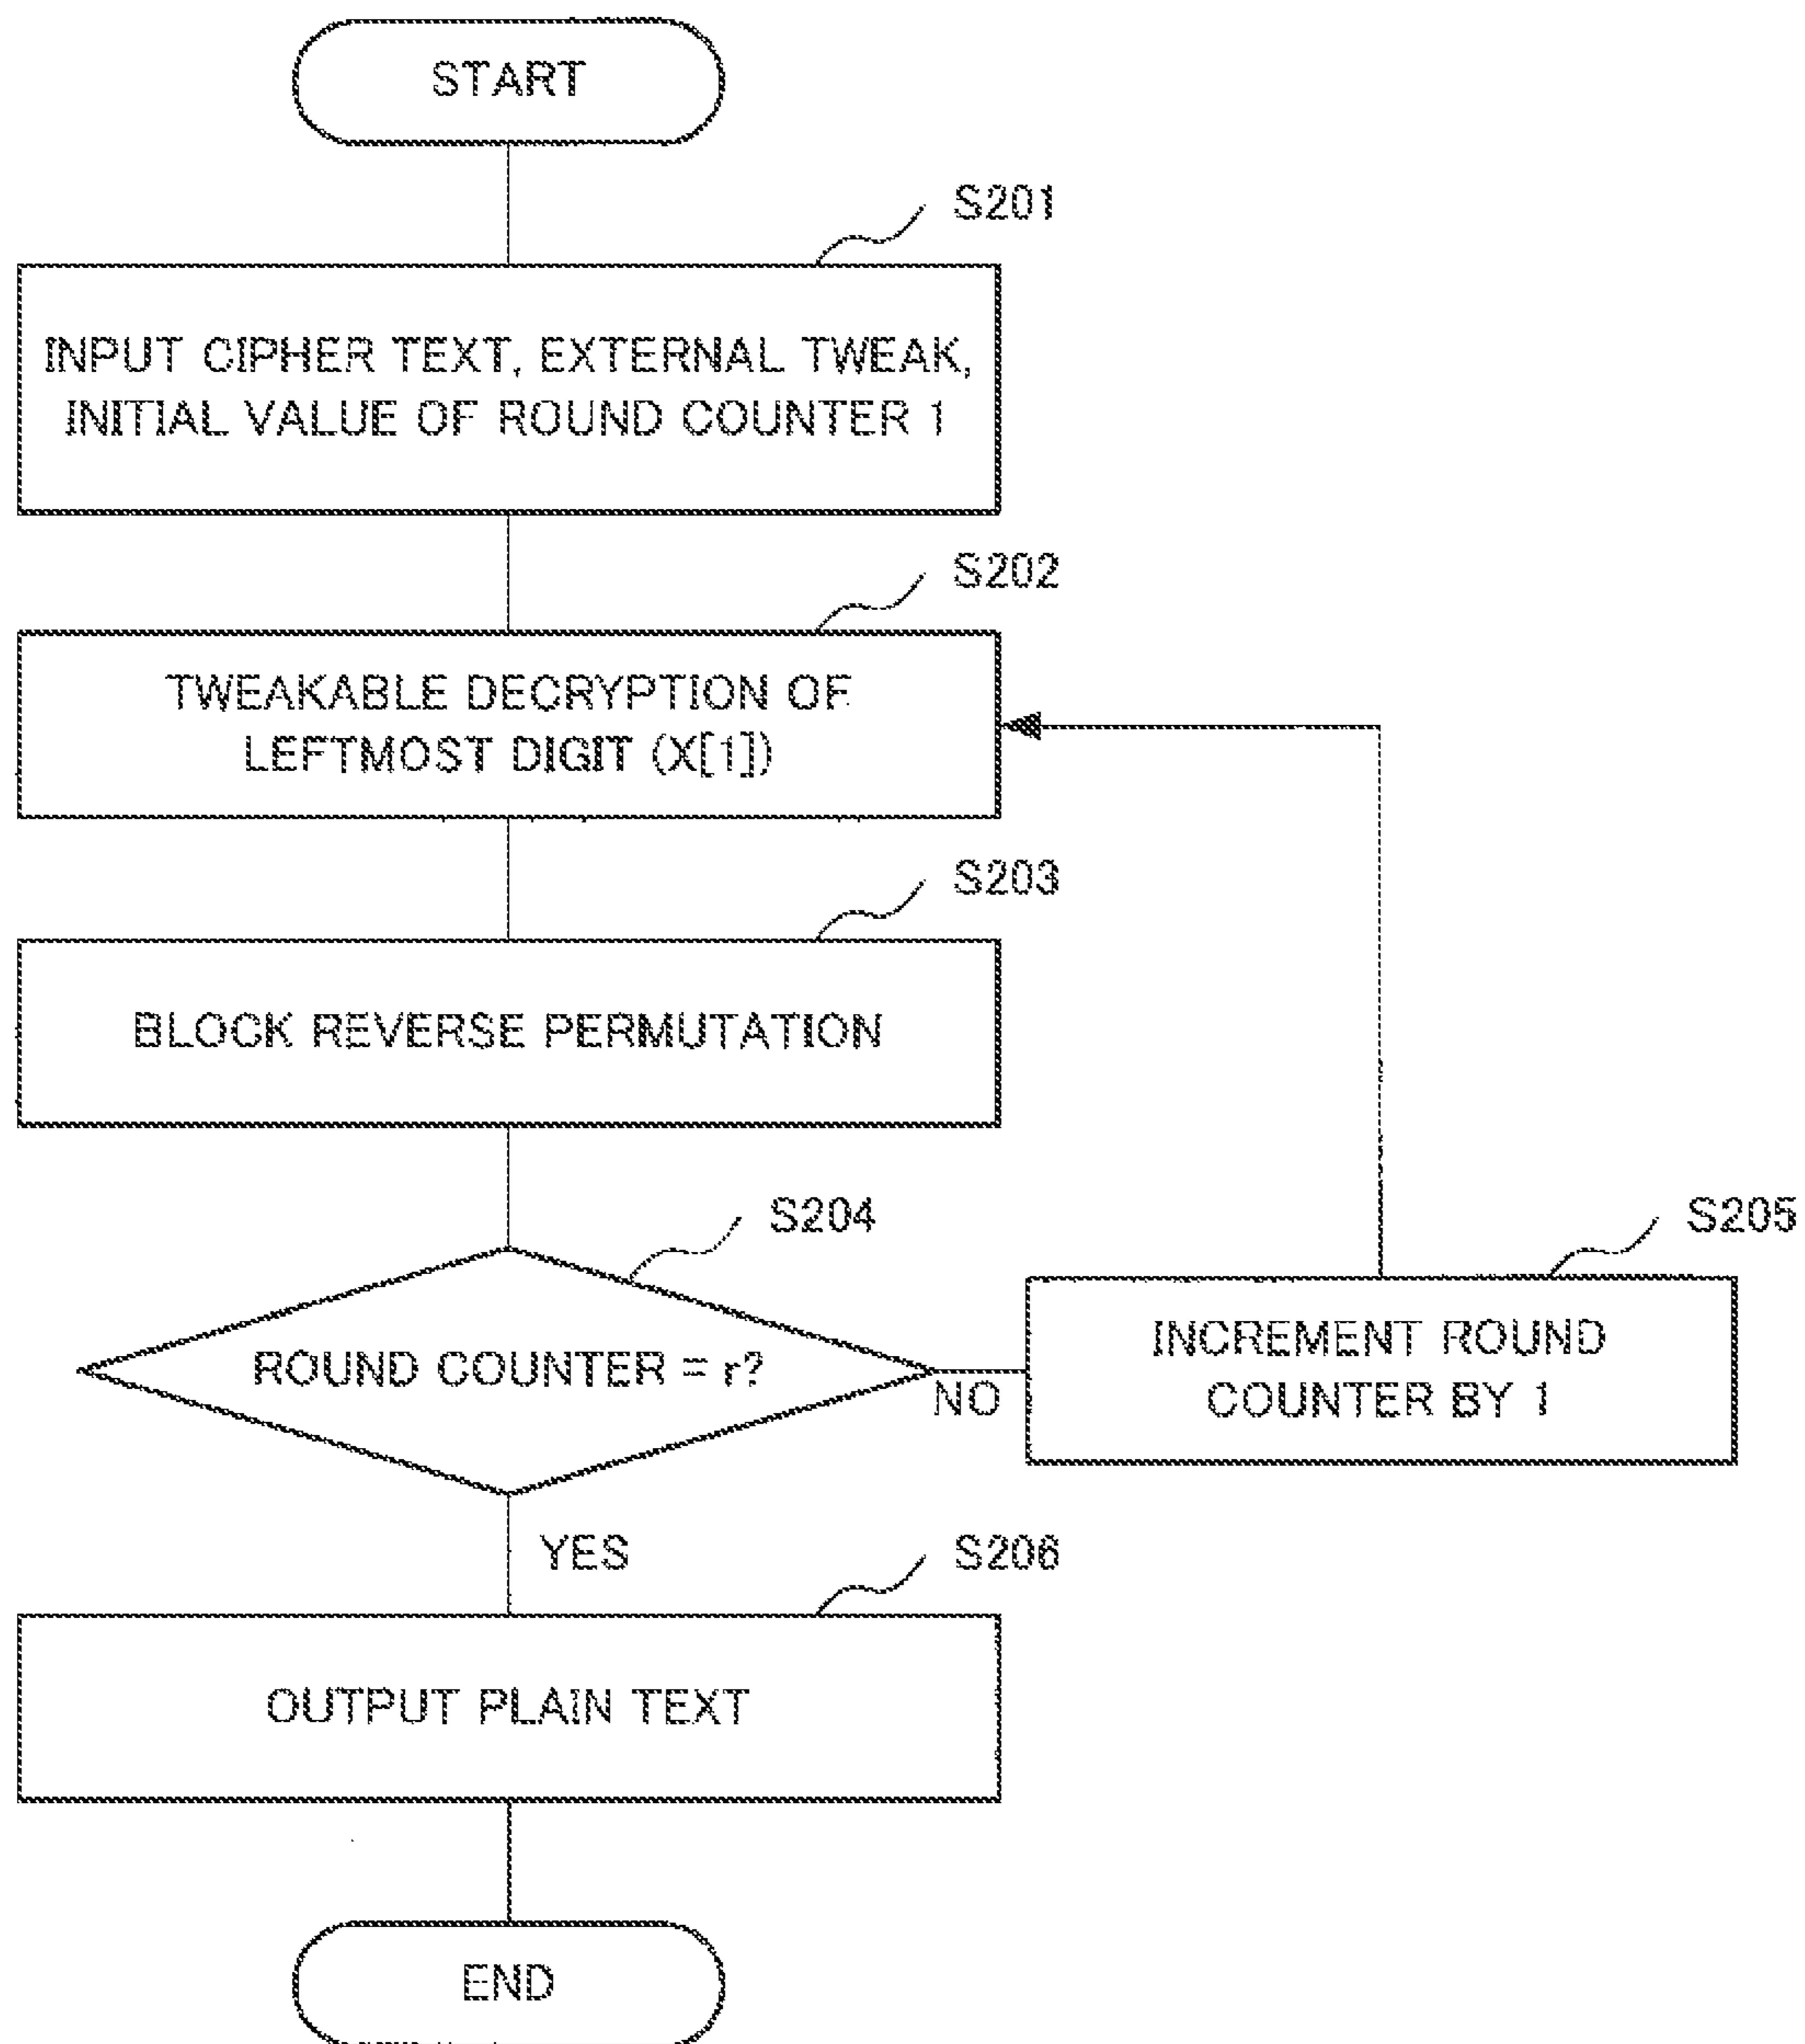 START
S201
INPUT CIPHER TEXT, EXTERNAL TWEAK,
INITIAL VALUE OF ROUND COUNTER 1
S202
TWEAKABLE DECRYPTION OF
LEFTMOST DIGIT (X[1])
S203
BLOCK REVERSE PERMUTATION
S204
ROUND COUNTER = r?
NO
S205
INCREMENT ROUND
COUNTER BY 1
YES
S206
OUTPUT PLAIN TEXT
END